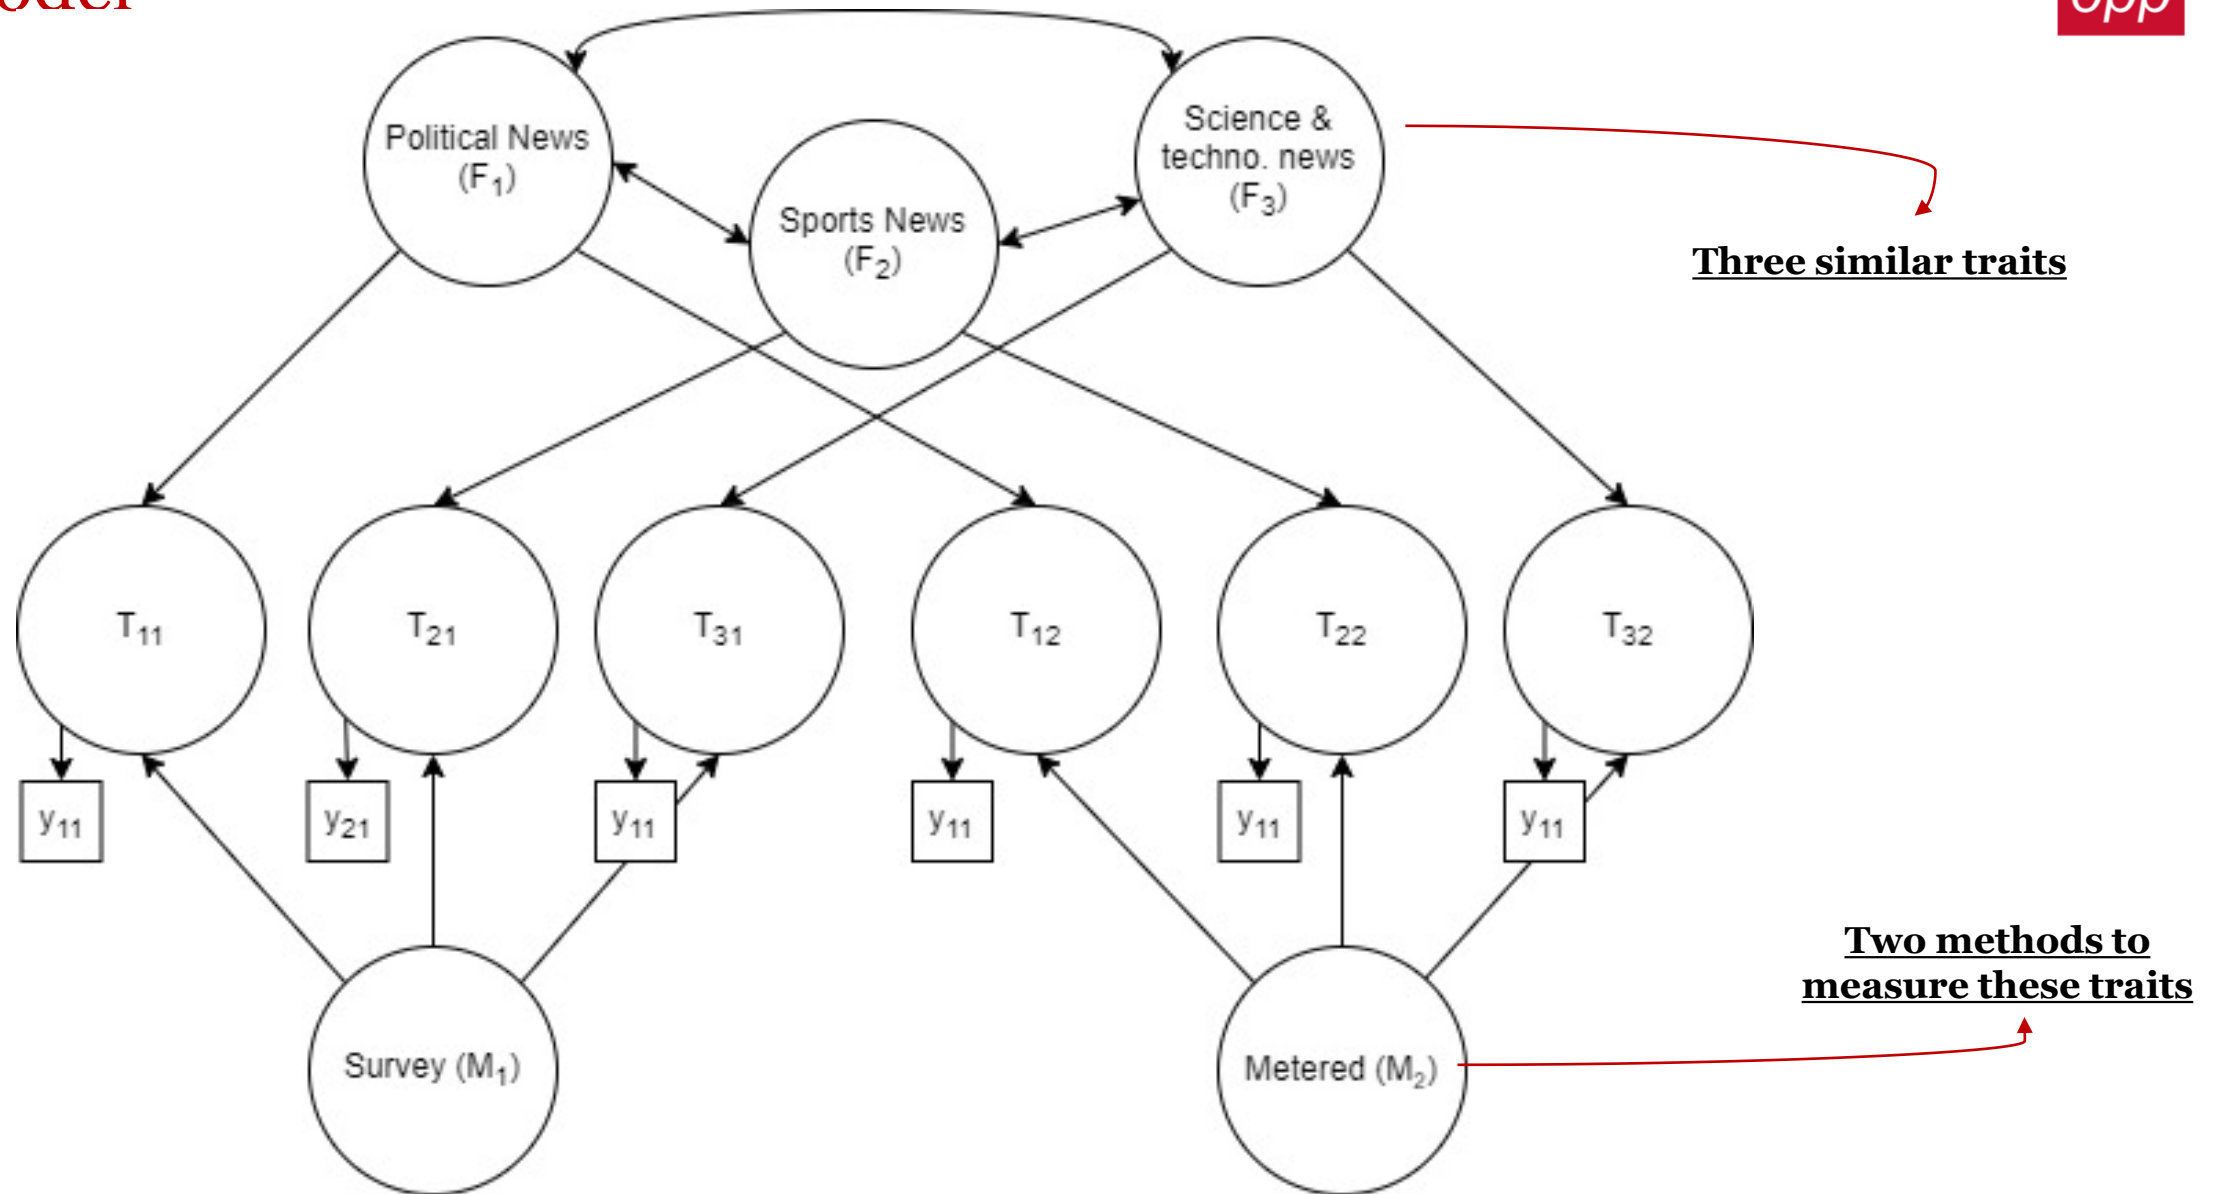 Political News
(F₁)
Sports News
(F₂)
Science &
techno. news
(F₃)
Three similar traits
T₁₁
T₂₁
T₃₁
T₁₂
T₂₂
T₃₂
y₁₁
y₂₁
y₁₁
y₁₁
y₁₁
y₁₁
Two methods to
measure these traits
Survey (M₁)
Metered (M₂)